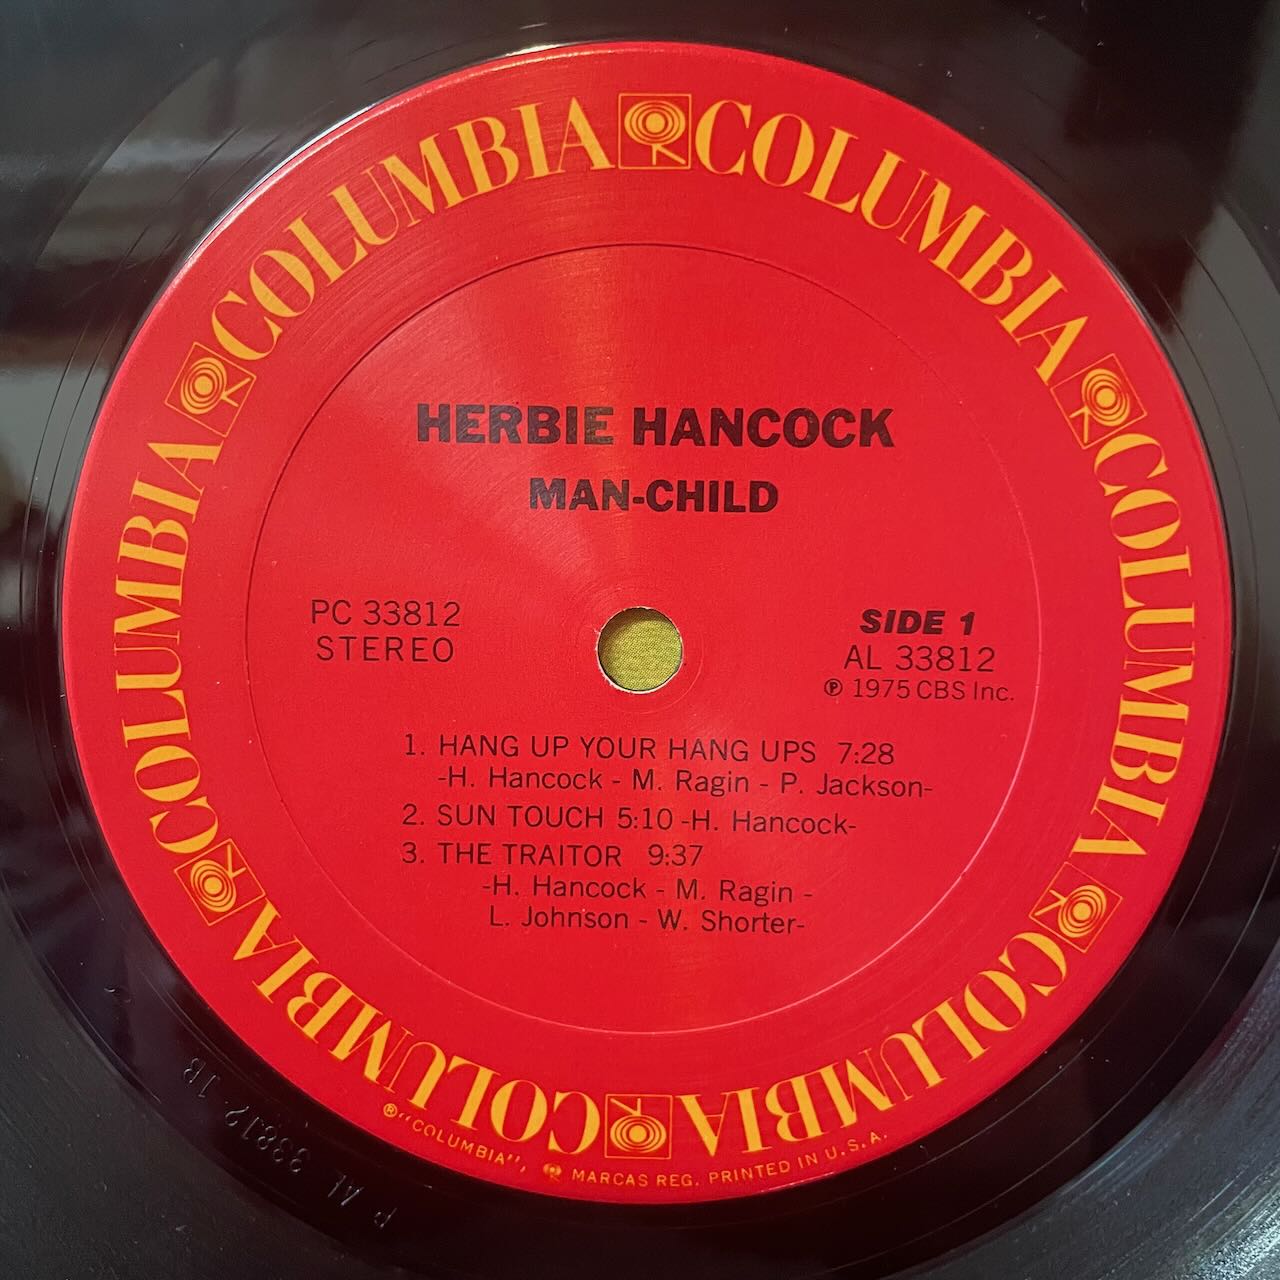 COLUMBIA COLUMBIA COLUMBIA COLUMBIA COLUMBIA COLUMBIA
HERBIE HANCOCK
MAN-CHILD
PC 33812
STEREO
SIDE 1
AL 33812
℗ 1975 CBS Inc.
1. HANG UP YOUR HANG UPS 7:28
-H. Hancock - M. Ragin - P. Jackson-
2. SUN TOUCH 5:10 -H. Hancock-
3. THE TRAITOR 9:37
-H. Hancock - M. Ragin -
L. Johnson - W. Shorter-
® "COLUMBIA", MARCAS REG. PRINTED IN U.S.A.
P AL 33812 1B